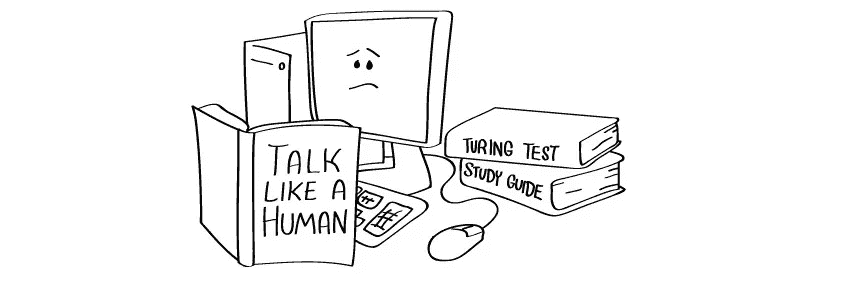 TALK
LIKE A
HUMAN
TURING TEST
STUDY GUIDE